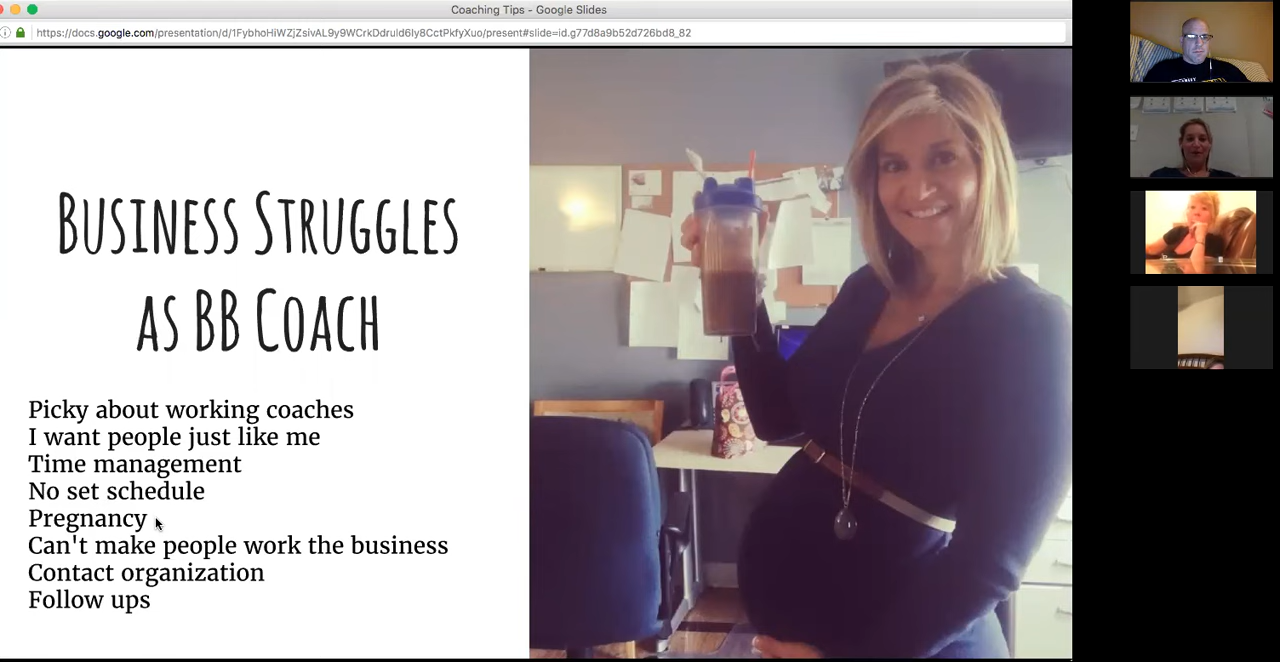 Coaching Tips - Google Slides
https://docs.google.com/presentation/d/1FybhoHiWZjZsivAL9y9WCrkDdruId6Iy8CctPkfyXuo/present#slide=id.g77d8a9b52d726bd8_82
BUSINESS STRUGGLES
AS BB COACH
Picky about working coaches
I want people just like me
Time management
No set schedule
Pregnancy
Can't make people work the business
Contact organization
Follow ups